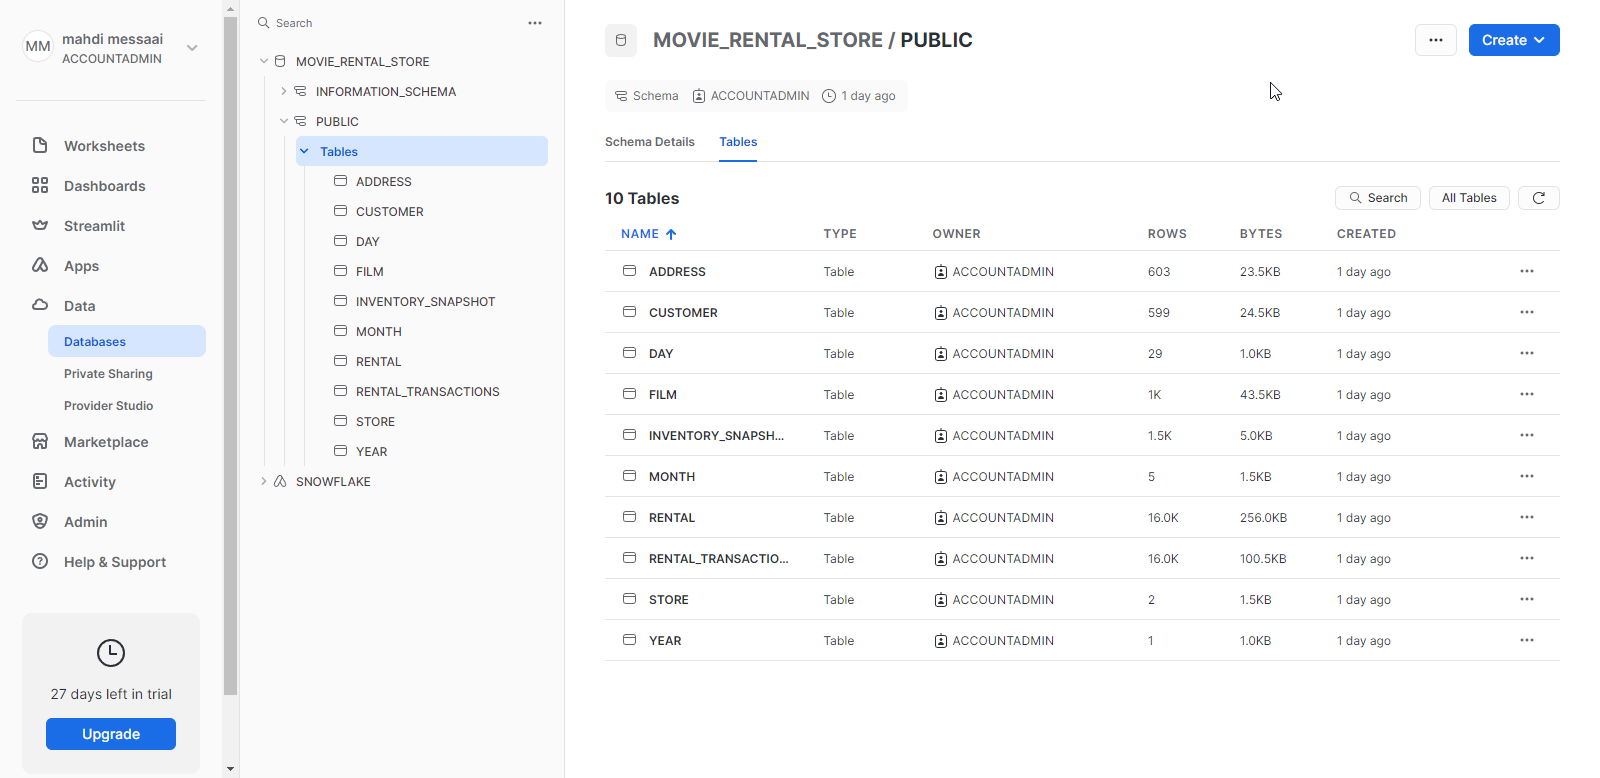 MM
mahdi messaai
ACCOUNTADMIN
Worksheets
Dashboards
Streamlit
Apps
Data
Databases
Private Sharing
Provider Studio
Marketplace
Activity
Admin
Help & Support
27 days left in trial
Upgrade
Search
MOVIE_RENTAL_STORE
INFORMATION_SCHEMA
PUBLIC
Tables
ADDRESS
CUSTOMER
DAY
FILM
INVENTORY_SNAPSHOT
MONTH
RENTAL
RENTAL_TRANSACTIONS
STORE
YEAR
SNOWFLAKE
MOVIE_RENTAL_STORE / PUBLIC
Create
Schema ACCOUNTADMIN 1 day ago
Schema Details Tables
10 Tables Search All Tables
NAME TYPE OWNER ROWS BYTES CREATED
ADDRESS Table ACCOUNTADMIN 603 23.5KB 1 day ago
CUSTOMER Table ACCOUNTADMIN 599 24.5KB 1 day ago
DAY Table ACCOUNTADMIN 29 1.0KB 1 day ago
FILM Table ACCOUNTADMIN 1K 43.5KB 1 day ago
INVENTORY_SNAPSH... Table ACCOUNTADMIN 1.5K 5.0KB 1 day ago
MONTH Table ACCOUNTADMIN 5 1.5KB 1 day ago
RENTAL Table ACCOUNTADMIN 16.0K 256.0KB 1 day ago
RENTAL_TRANSACTIO... Table ACCOUNTADMIN 16.0K 100.5KB 1 day ago
STORE Table ACCOUNTADMIN 2 1.5KB 1 day ago
YEAR Table ACCOUNTADMIN 1 1.0KB 1 day ago